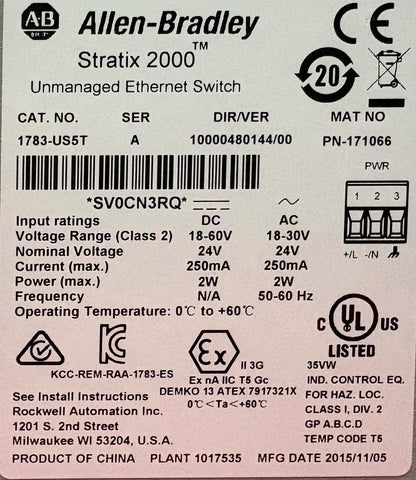 A·B Allen-Bradley
Stratix 2000™
Unmanaged Ethernet Switch
CAT. NO. SER DIR/VER MAT NO
1783-US5T A 10000480144/00 PN-171066
20
PWR
*SV0CN3RQ*
1 2 3
+/L -/N
Input ratings DC AC
Voltage Range (Class 2) 18-60V 18-30V
Nominal Voltage 24V 24V
Current (max.) 250mA 250mA
Power (max.) 2W 2W
Frequency N/A 50-60 Hz
Operating Temperature: 0℃ to +60℃
C UL US
LISTED
CE
Ex II 3G
KCC-REM-RAA-1783-ES
Ex nA IIC T5 Gc
DEMKO 13 ATEX 7917321X
0℃<Ta<+60℃
35VW
IND. CONTROL EQ.
FOR HAZ. LOC.
CLASS I, DIV. 2
GP A.B.C.D
TEMP CODE T5
See Install Instructions
Rockwell Automation Inc.
1201 S. 2nd Street
Milwaukee WI 53204, U.S.A.
PRODUCT OF CHINA PLANT 1017535 MFG DATE 2015/11/05